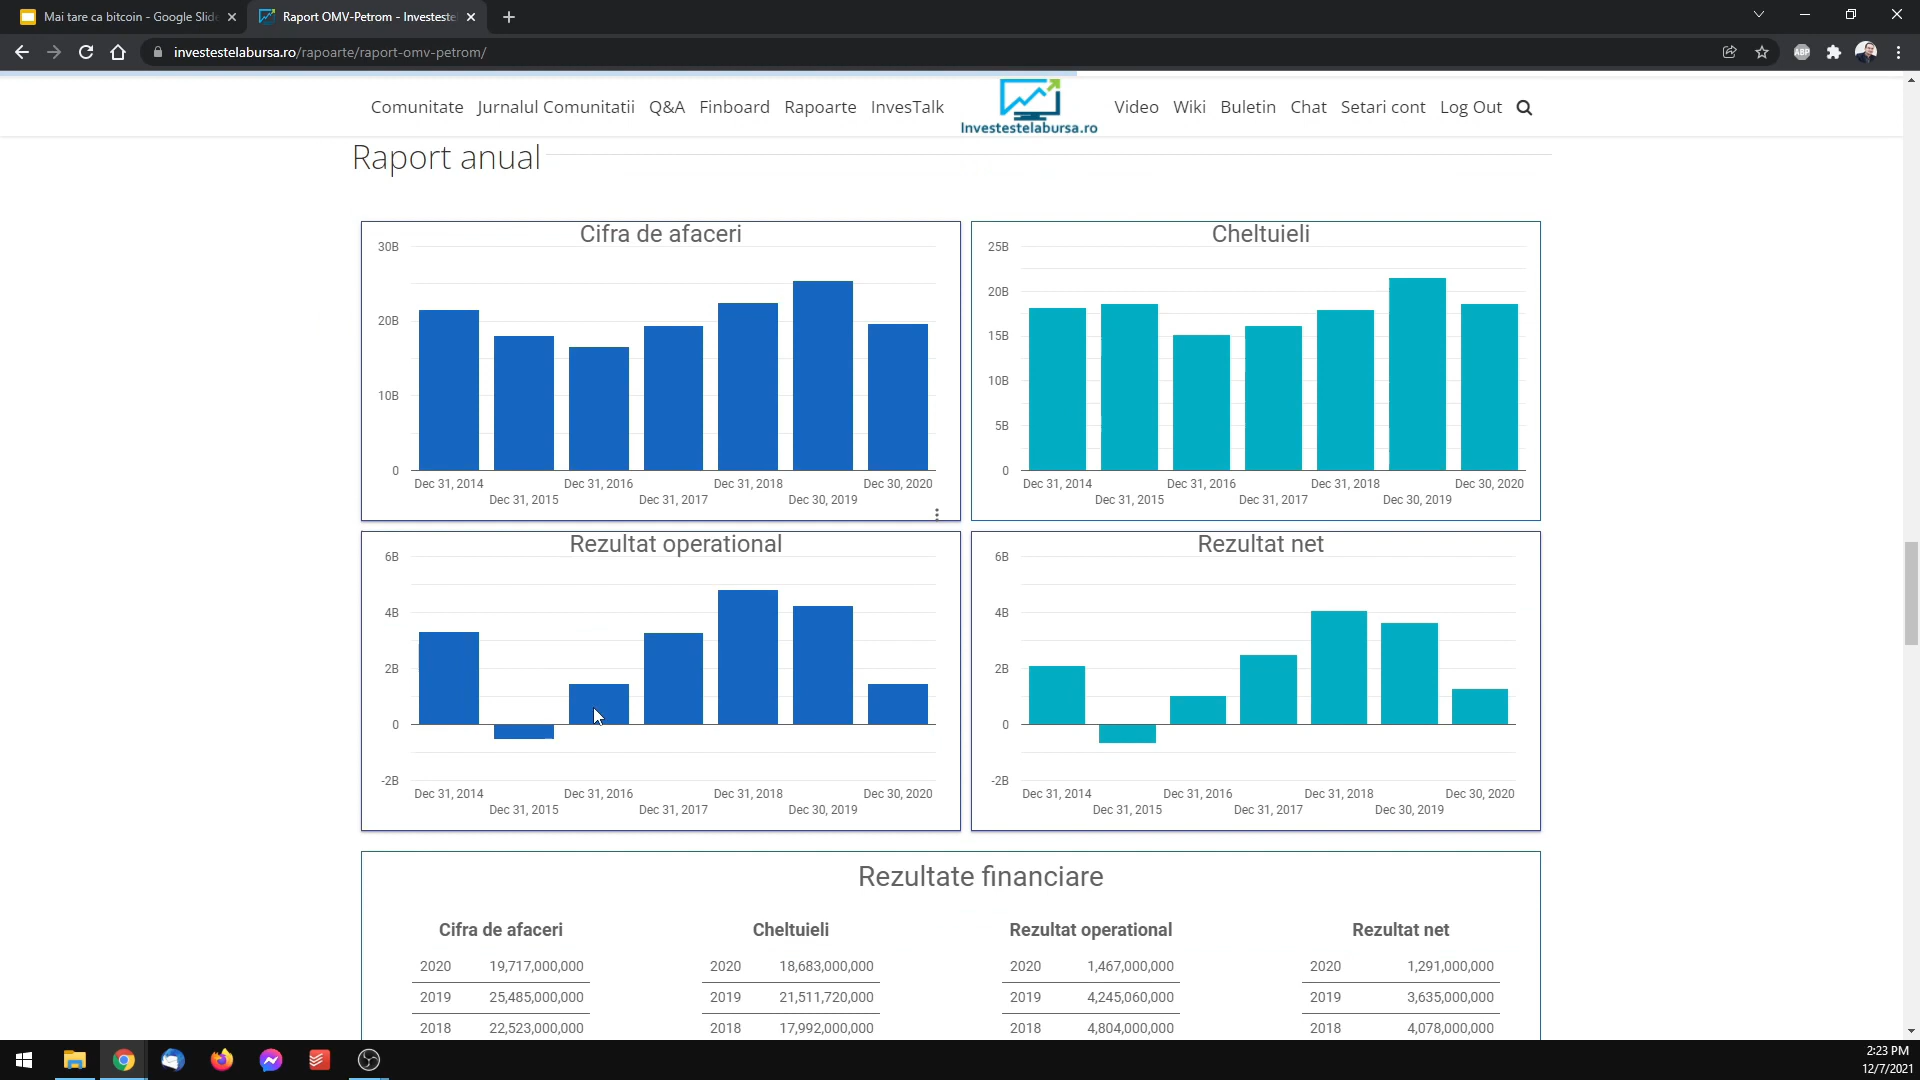 Mai tare ca bitcoin - Google Slide
Raport OMV-Petrom - Investeste
investestelabursa.ro/rapoarte/raport-omv-petrom/
ABP
Comunitate Jurnalul Comunitatii Q&A Finboard Rapoarte InvesTalk Investestelabursa.ro Video Wiki Buletin Chat Setari cont Log Out
Raport anual
Cifra de afaceri
30B
20B
10B
0
Dec 31, 2014 Dec 31, 2016 Dec 31, 2018 Dec 30, 2020
Dec 31, 2015 Dec 31, 2017 Dec 30, 2019
Cheltuieli
25B
20B
15B
10B
5B
0
Dec 31, 2014 Dec 31, 2016 Dec 31, 2018 Dec 30, 2020
Dec 31, 2015 Dec 31, 2017 Dec 30, 2019
Rezultat operational
6B
4B
2B
0
-2B
Dec 31, 2014 Dec 31, 2016 Dec 31, 2018 Dec 30, 2020
Dec 31, 2015 Dec 31, 2017 Dec 30, 2019
Rezultat net
6B
4B
2B
0
-2B
Dec 31, 2014 Dec 31, 2016 Dec 31, 2018 Dec 30, 2020
Dec 31, 2015 Dec 31, 2017 Dec 30, 2019
Rezultate financiare
Cifra de afaceri Cheltuieli Rezultat operational Rezultat net
2020 19,717,000,000 2020 18,683,000,000 2020 1,467,000,000 2020 1,291,000,000
2019 25,485,000,000 2019 21,511,720,000 2019 4,245,060,000 2019 3,635,000,000
2018 22,523,000,000 2018 17,992,000,000 2018 4,804,000,000 2018 4,078,000,000
2:23 PM
12/7/2021